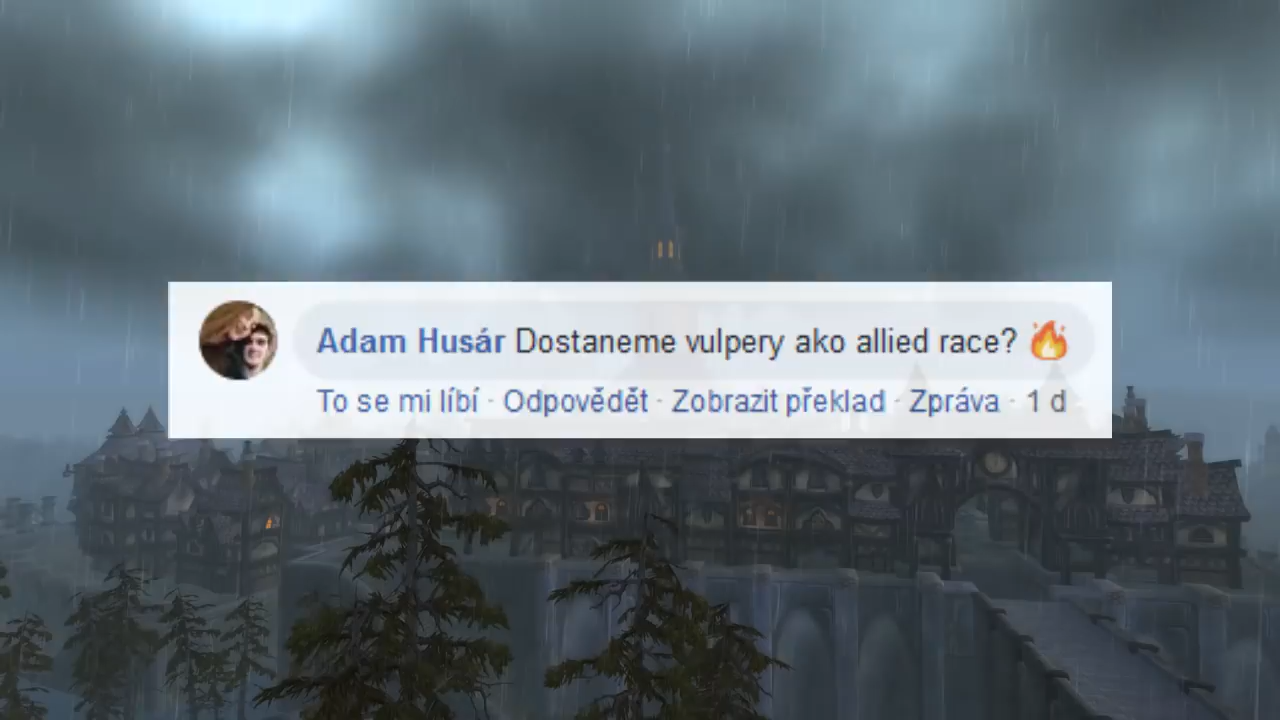 Adam Husár Dostaneme vulpery ako allied race? 🔥
To se mi líbí · Odpovědět · Zobrazit překlad · Zpráva · 1 d